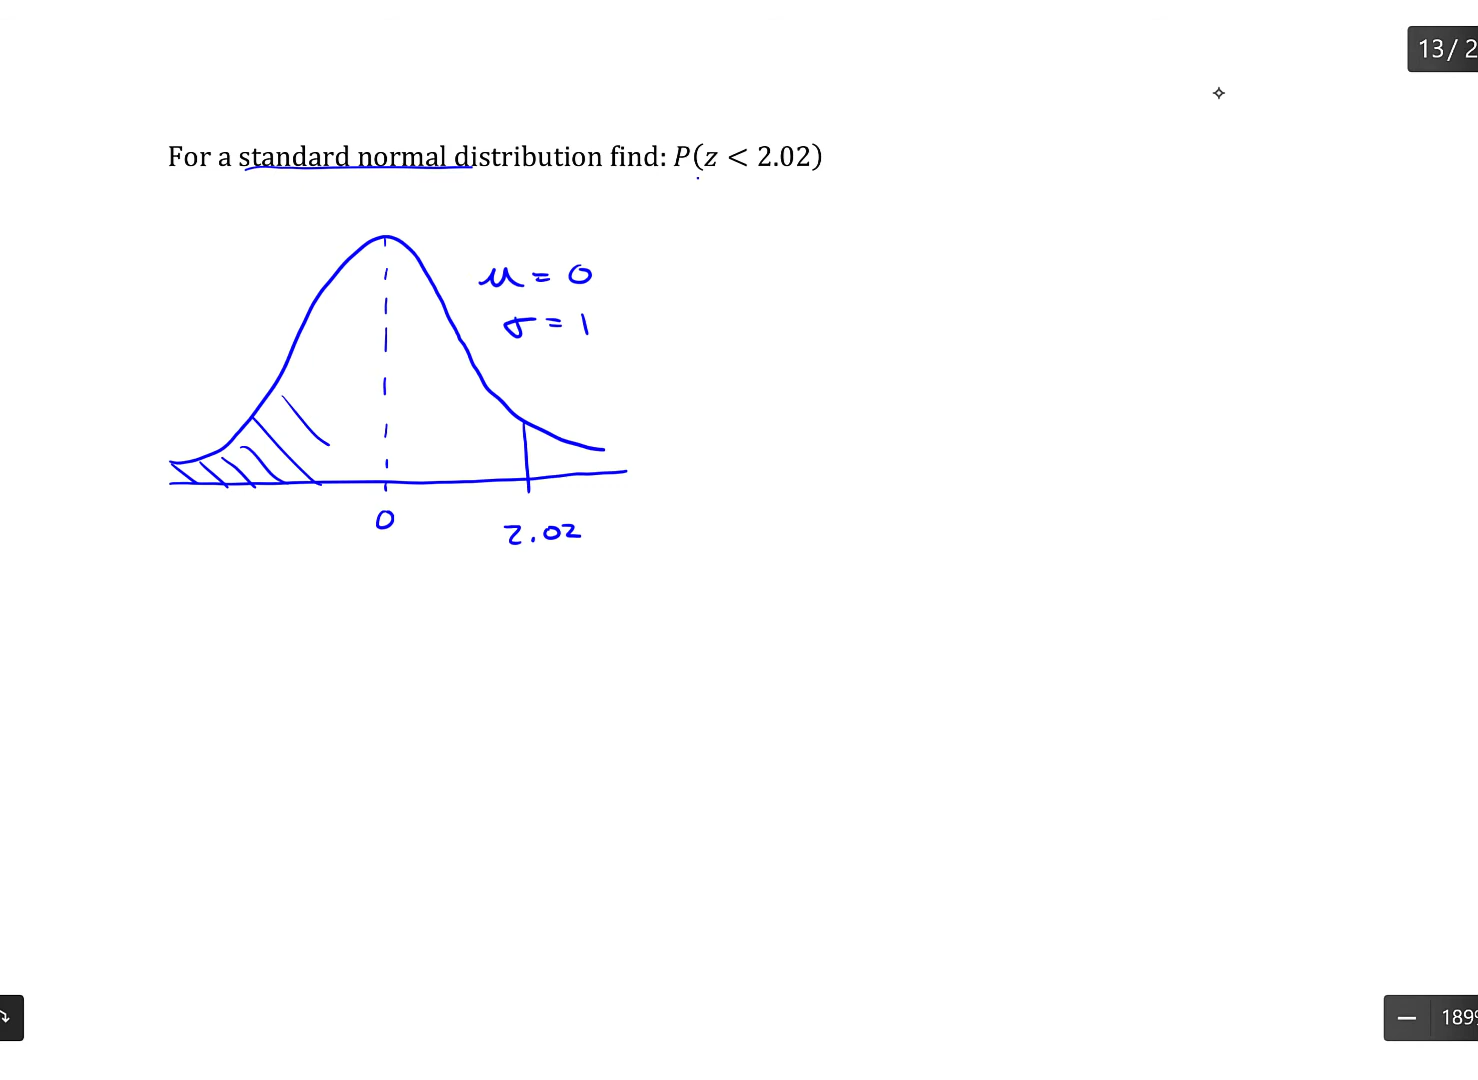 13 / 2
For a standard normal distribution find: P(z < 2.02)
μ = 0
σ = 1
0
2.02
189%